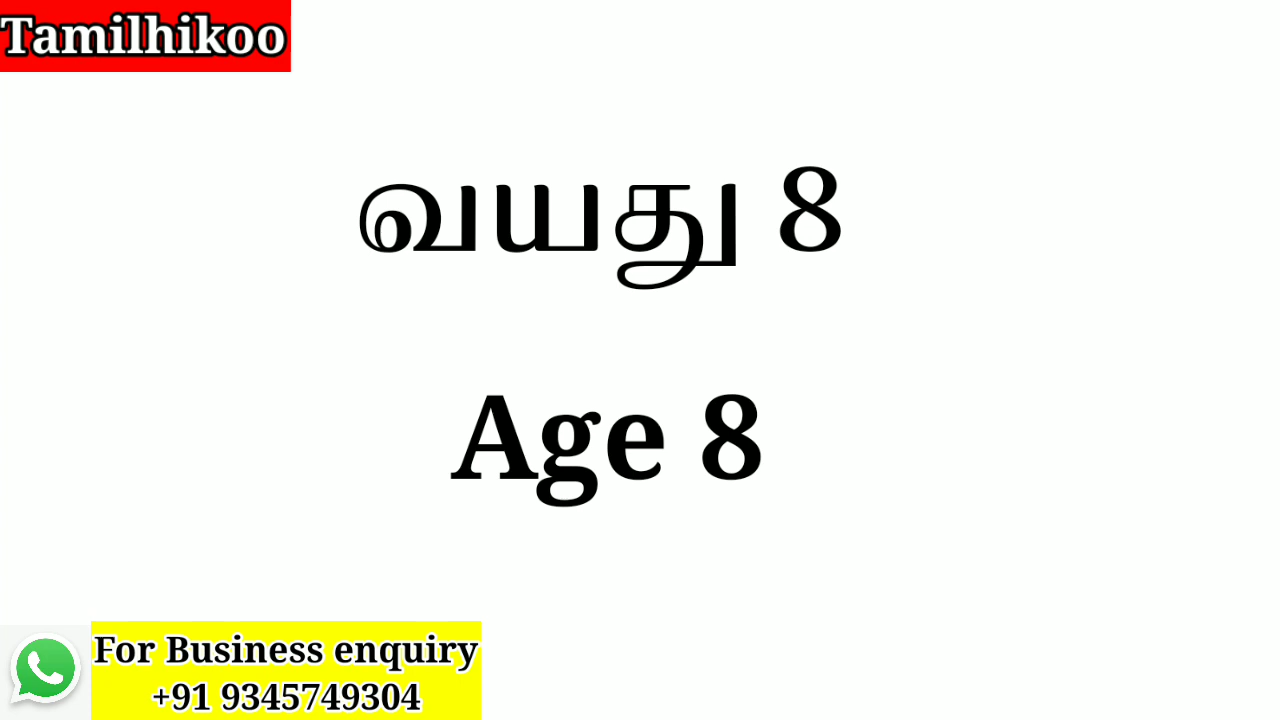 Tamilhikoo
வயது 8
Age 8
For Business enquiry
+91 9345749304